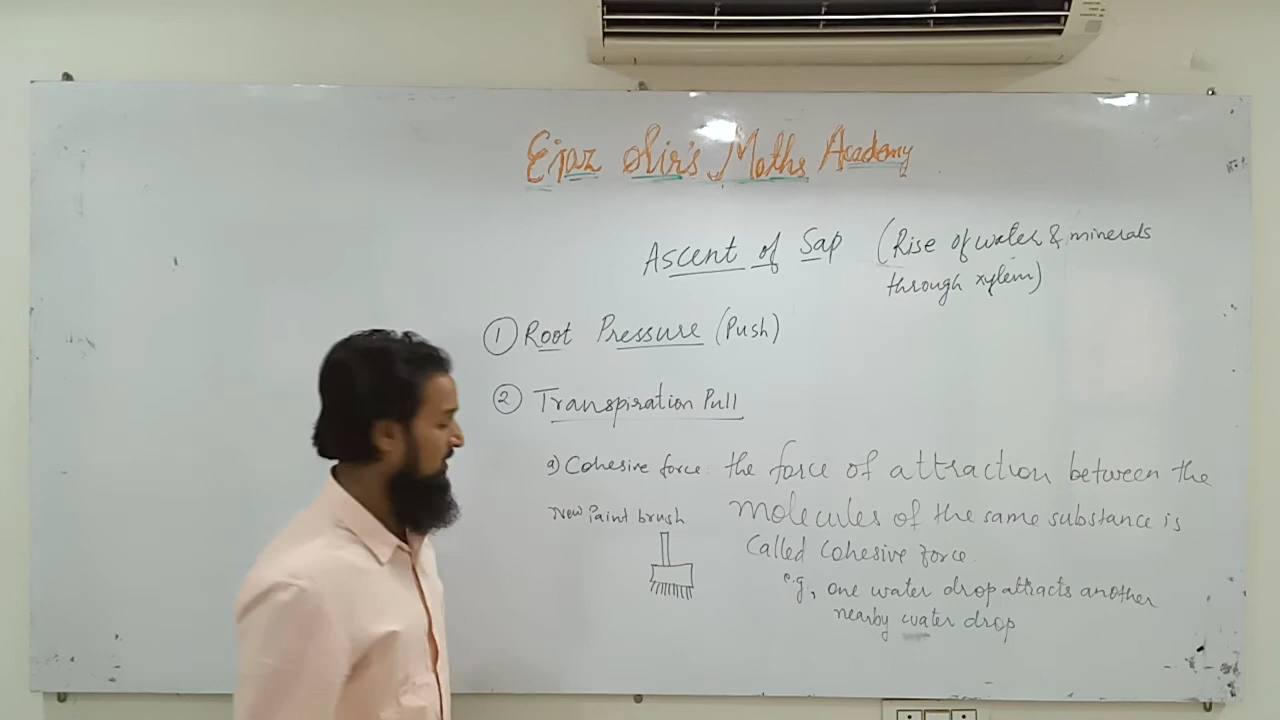 Ejaz Sir's Maths Academy
Ascent of Sap (Rise of water & minerals
through xylem)
① Root Pressure (Push)
② Transpiration Pull
a) Cohesive force: the force of attraction between the
molecules of the same substance is
called Cohesive force.
New Paint brush
e.g., one water drop attracts another
nearby water drop